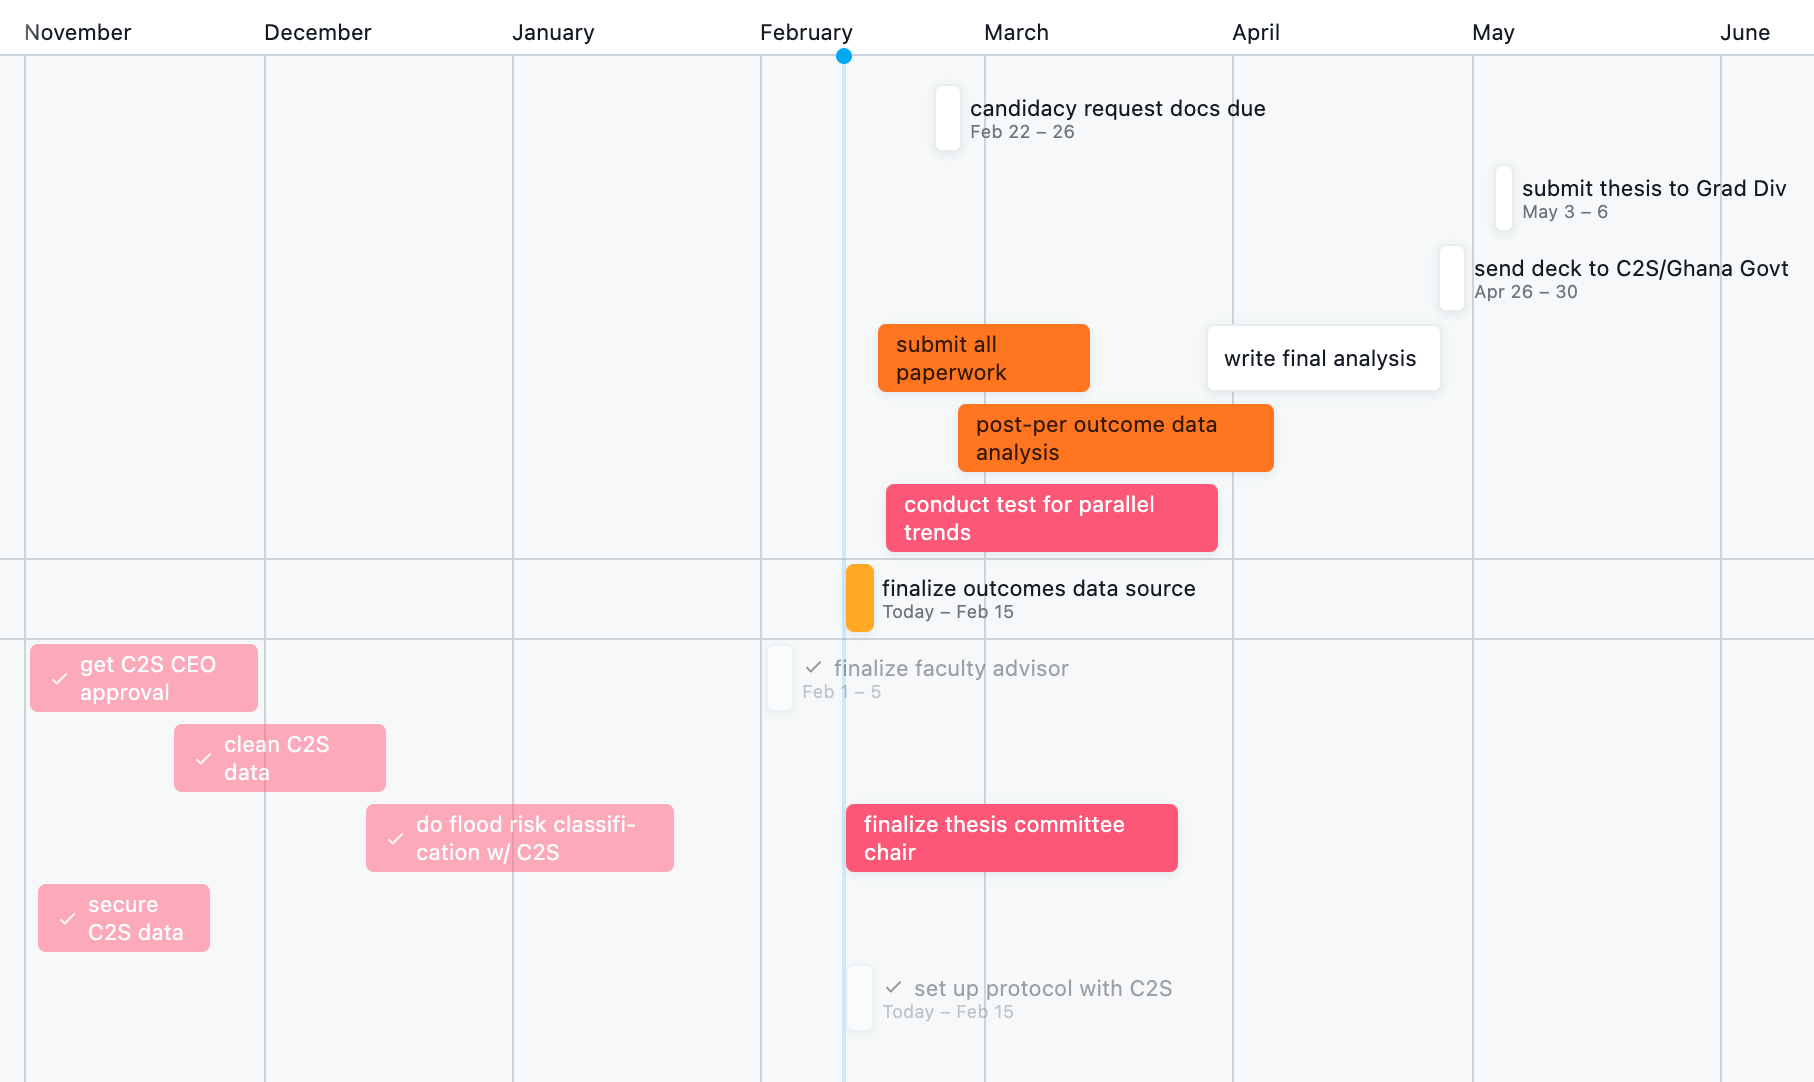 November December January February March April May June
candidacy request docs due
Feb 22 – 26
submit thesis to Grad Div
May 3 – 6
send deck to C2S/Ghana Govt
Apr 26 – 30
submit all
paperwork
write final analysis
post-per outcome data
analysis
conduct test for parallel
trends
finalize outcomes data source
Today – Feb 15
get C2S CEO
approval
✓ finalize faculty advisor
Feb 1 – 5
clean C2S
data
do flood risk classifi-
cation w/ C2S
finalize thesis committee
chair
secure
C2S data
✓ set up protocol with C2S
Today – Feb 15